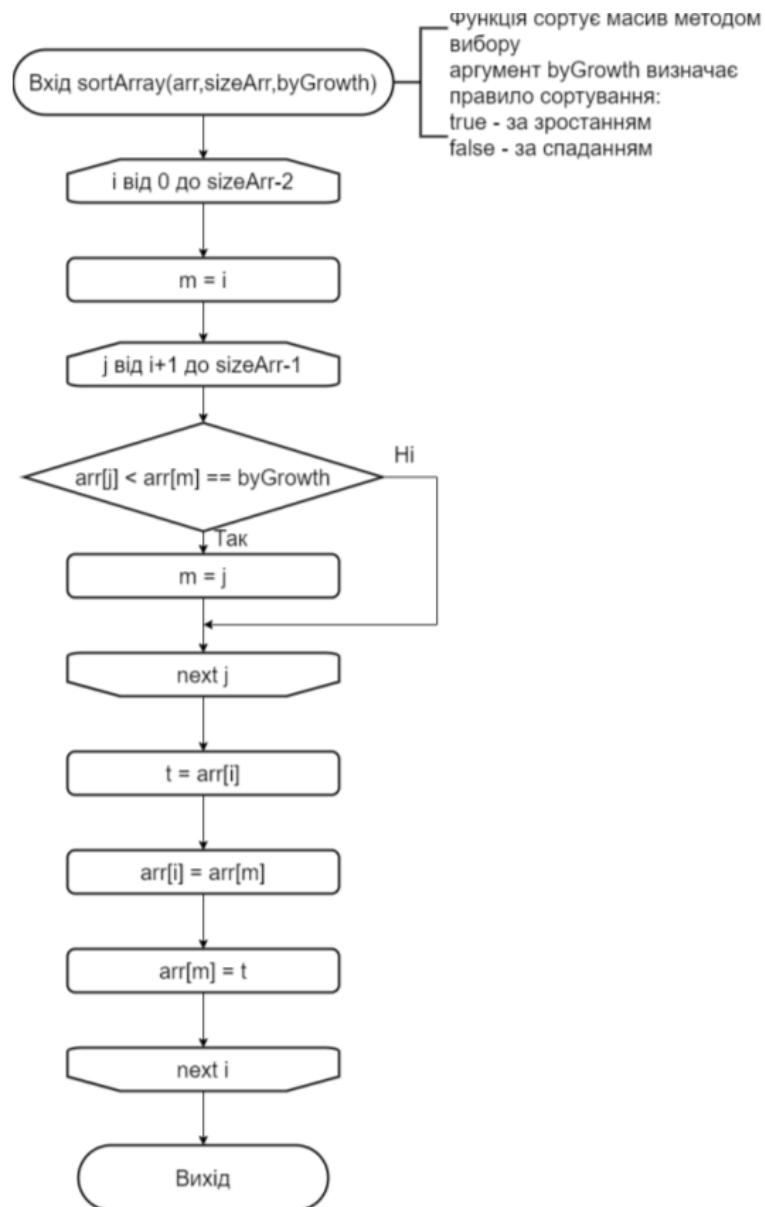 Функція сортує масив методом
вибору
аргумент byGrowth визначає
правило сортування:
true - за зростанням
false - за спаданням
Вхід sortArray(arr,sizeArr,byGrowth)
i від 0 до sizeArr-2
m = i
j від i+1 до sizeArr-1
arr[j] < arr[m] == byGrowth
Ні
Так
m = j
next j
t = arr[i]
arr[i] = arr[m]
arr[m] = t
next i
Вихід